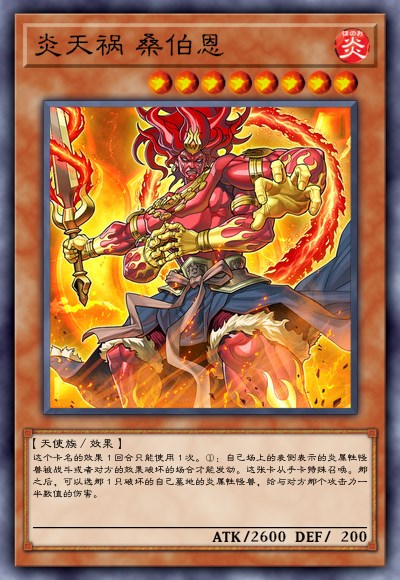 炎天祸 桑伯恩
ほのお
炎
【天使族/效果】
这个卡名的效果1回合只能使用1次。①：自己场上的表侧表示的炎属性怪
兽被战斗或者对方的效果破坏的场合才能发动。这张卡从手卡特殊召唤。那
之后，可以选那1只破坏的自己墓地的炎属性怪兽，给与对方那个攻击力一
半数值的伤害。
ATK/2600 DEF/ 200